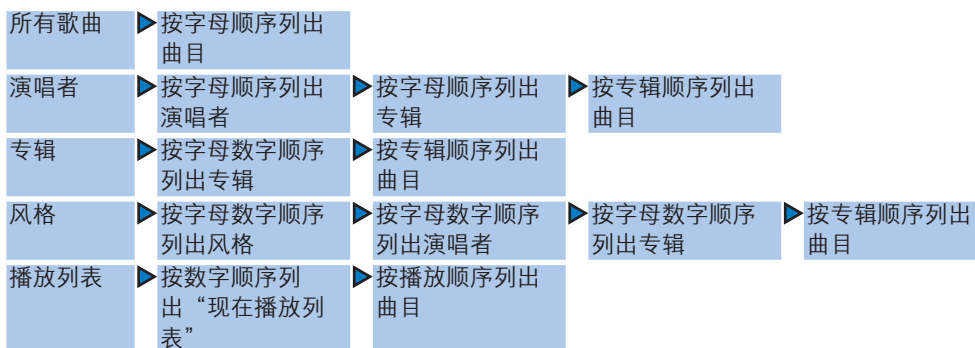 所有歌曲
按字母顺序列出
曲目
演唱者
按字母顺序列出
演唱者
按字母顺序列出
专辑
按专辑顺序列出
曲目
专辑
按字母数字顺序
列出专辑
按专辑顺序列出
曲目
风格
按字母数字顺序
列出风格
按字母数字顺序
列出演唱者
按字母数字顺序
列出专辑
按专辑顺序列出
曲目
播放列表
按数字顺序列
出“现在播放列
表”
按播放顺序列出
曲目